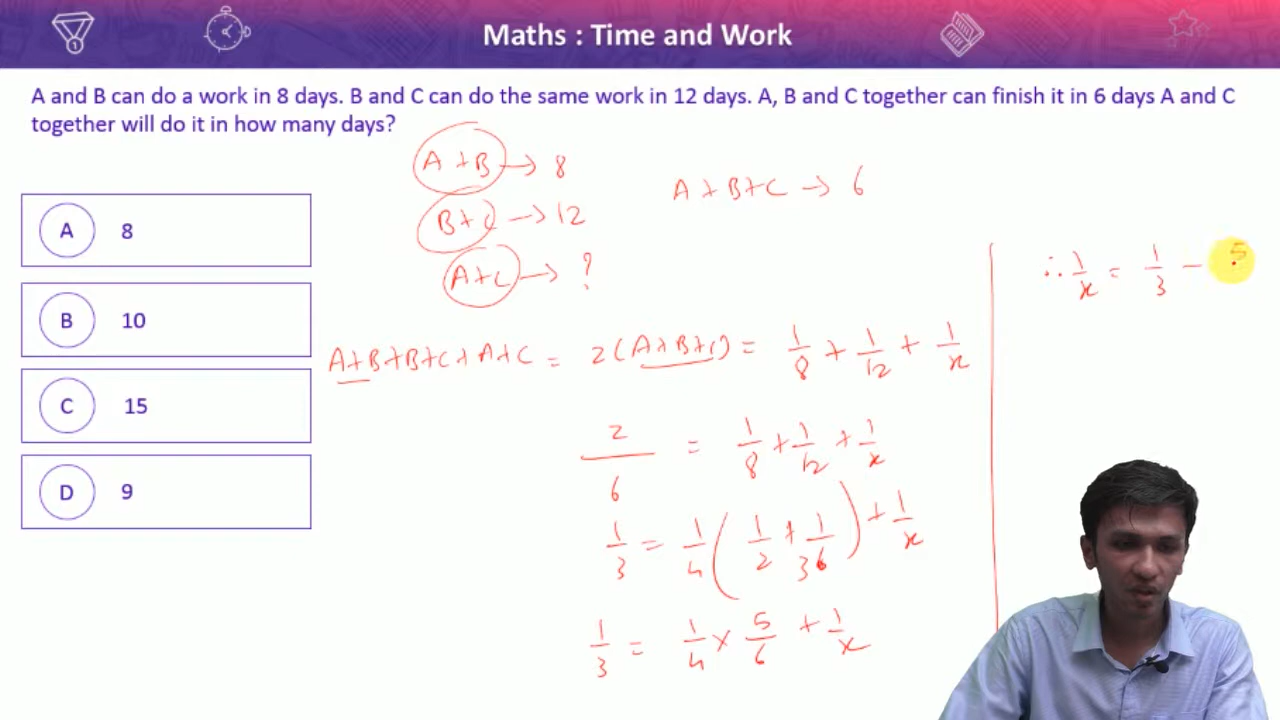 Maths : Time and Work
A and B can do a work in 8 days. B and C can do the same work in 12 days. A, B and C together can finish it in 6 days A and C
together will do it in how many days?
A+B → 8
A+B+C → 6
B+C → 12
A+C → ?
A 8
B 10
C 15
D 9
A+B+B+C+A+C = 2(A+B+C) = 1/8 + 1/12 + 1/x
2/6 = 1/8 + 1/12 + 1/x
1/3 = 1/4 (1/2 + 1/36) + 1/x
1/3 = 1/4 × 5/6 + 1/x
∴ 1/x = 1/3 - 5